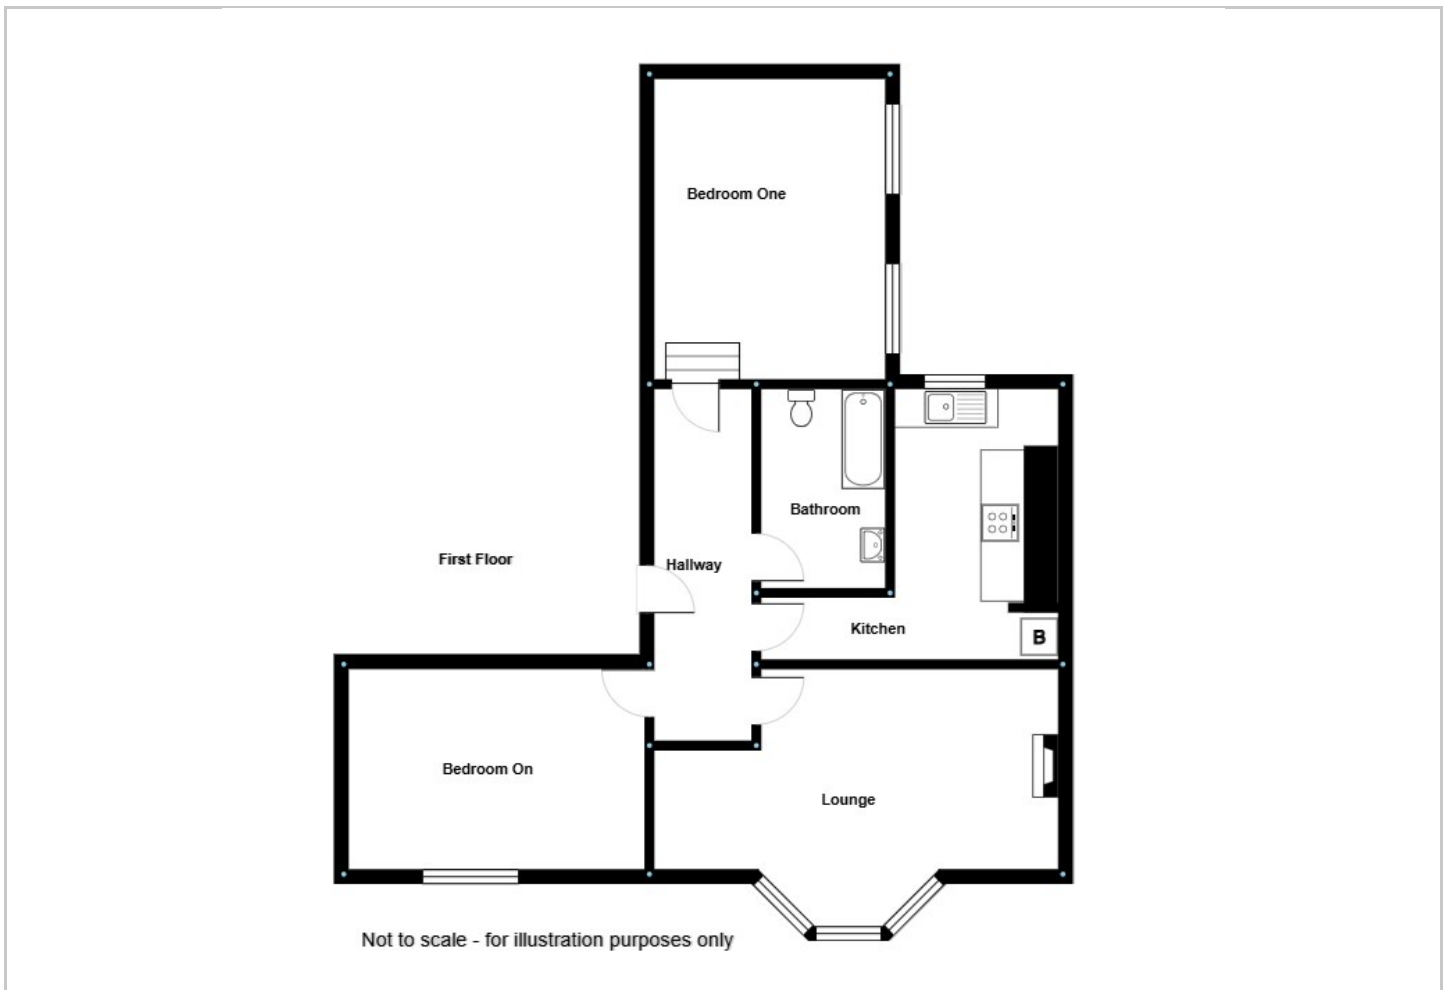 Bedroom One
Bathroom
First Floor
Hallway
Kitchen
B
Bedroom On
Lounge
Not to scale - for illustration purposes only